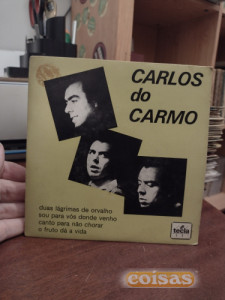 CARLOS
do
CARMO
duas lágrimas de orvalho
sou para vós donde venho
canto para não chorar
o fruto dá a vida
tecla
coisas